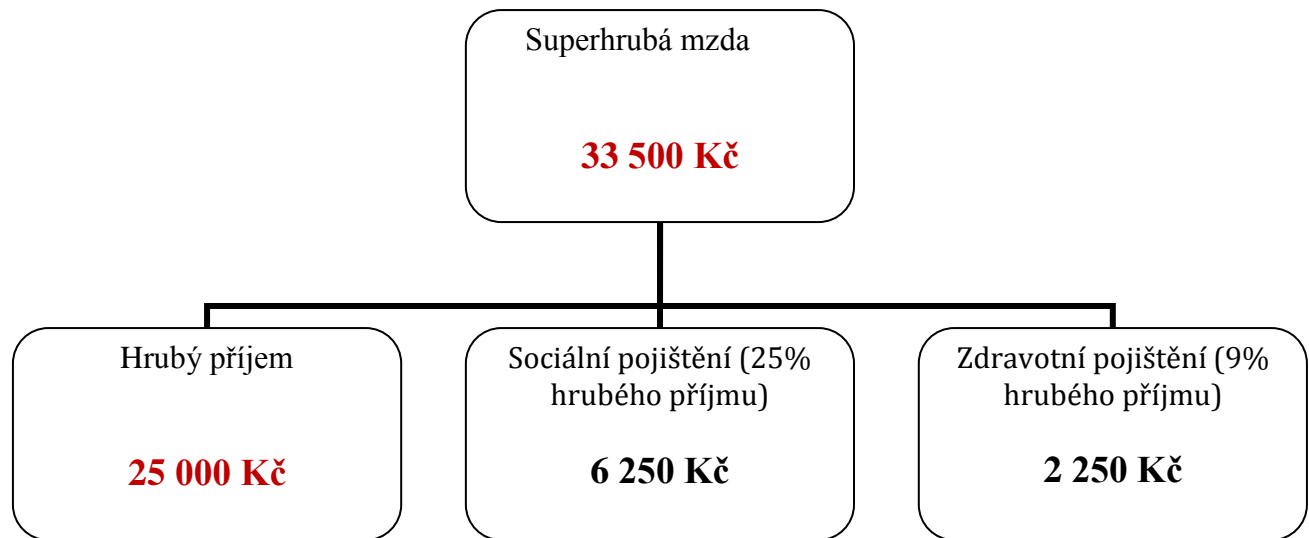 Superhrubá mzda
33 500 Kč
Hrubý příjem
25 000 Kč
Sociální pojištění (25%
hrubého příjmu)
6 250 Kč
Zdravotní pojištění (9%
hrubého příjmu)
2 250 Kč